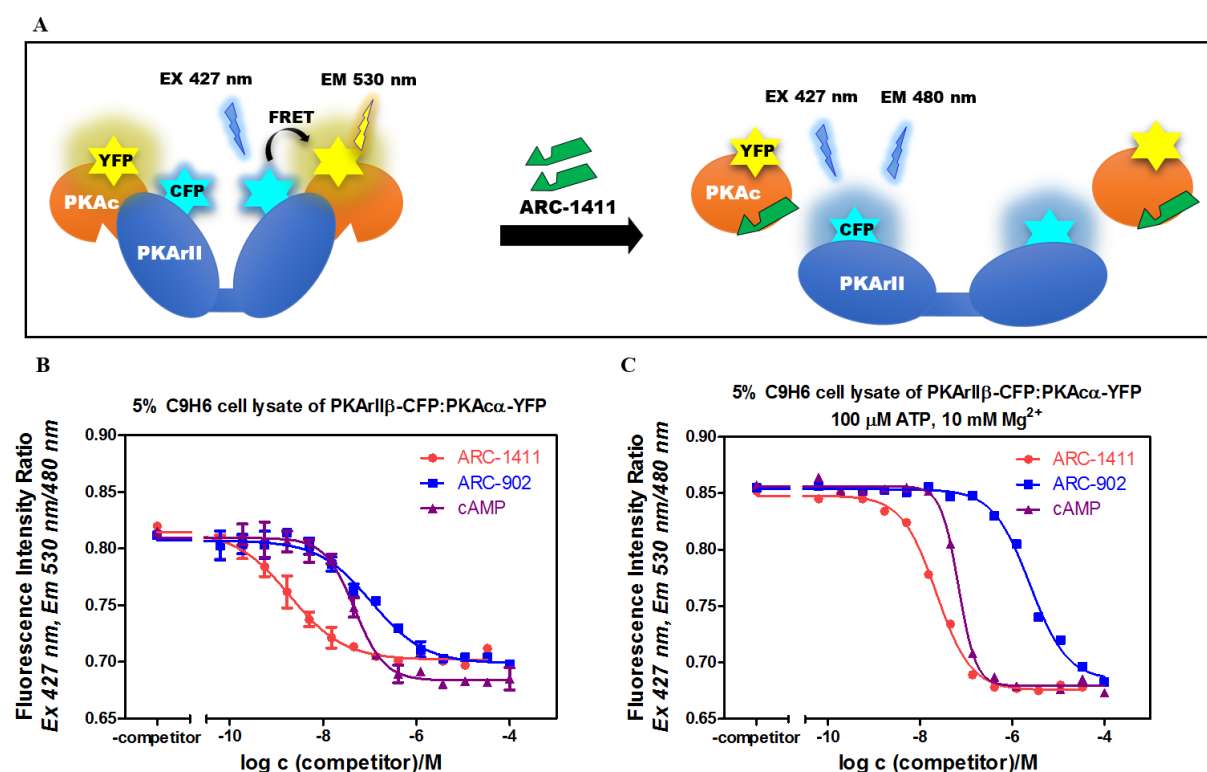 A
EX 427 nm
EM 530 nm
FRET
YFP
CFP
PKAc
PKArII
ARC-1411
EX 427 nm
EM 480 nm
YFP
PKAc
CFP
PKArII
B
5% C9H6 cell lysate of PKArIIβ-CFP:PKAcα-YFP
Fluorescence Intensity Ratio
Ex 427 nm, Em 530 nm/480 nm
0.90
0.85
0.80
0.75
0.70
0.65
ARC-1411
ARC-902
cAMP
-competitor
-10
-8
-6
-4
log c (competitor)/M
C
5% C9H6 cell lysate of PKArIIβ-CFP:PKAcα-YFP
100 µM ATP, 10 mM Mg²⁺
Fluorescence Intensity Ratio
Ex 427 nm, Em 530 nm/480 nm
0.90
0.85
0.80
0.75
0.70
0.65
ARC-1411
ARC-902
cAMP
-competitor
-10
-8
-6
-4
log c (competitor)/M